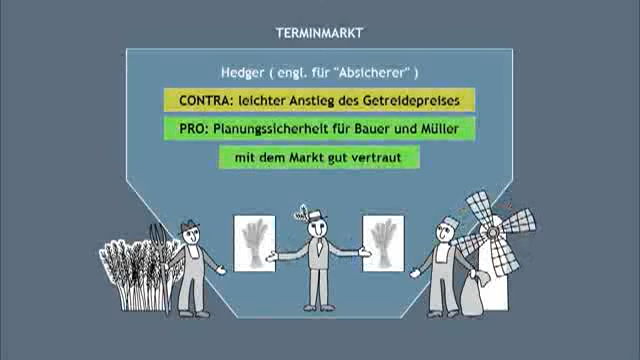 TERMINMARKT
Hedger ( engl. für "Absicherer" )
CONTRA: leichter Anstieg des Getreidepreises
PRO: Planungssicherheit für Bauer und Müller
mit dem Markt gut vertraut